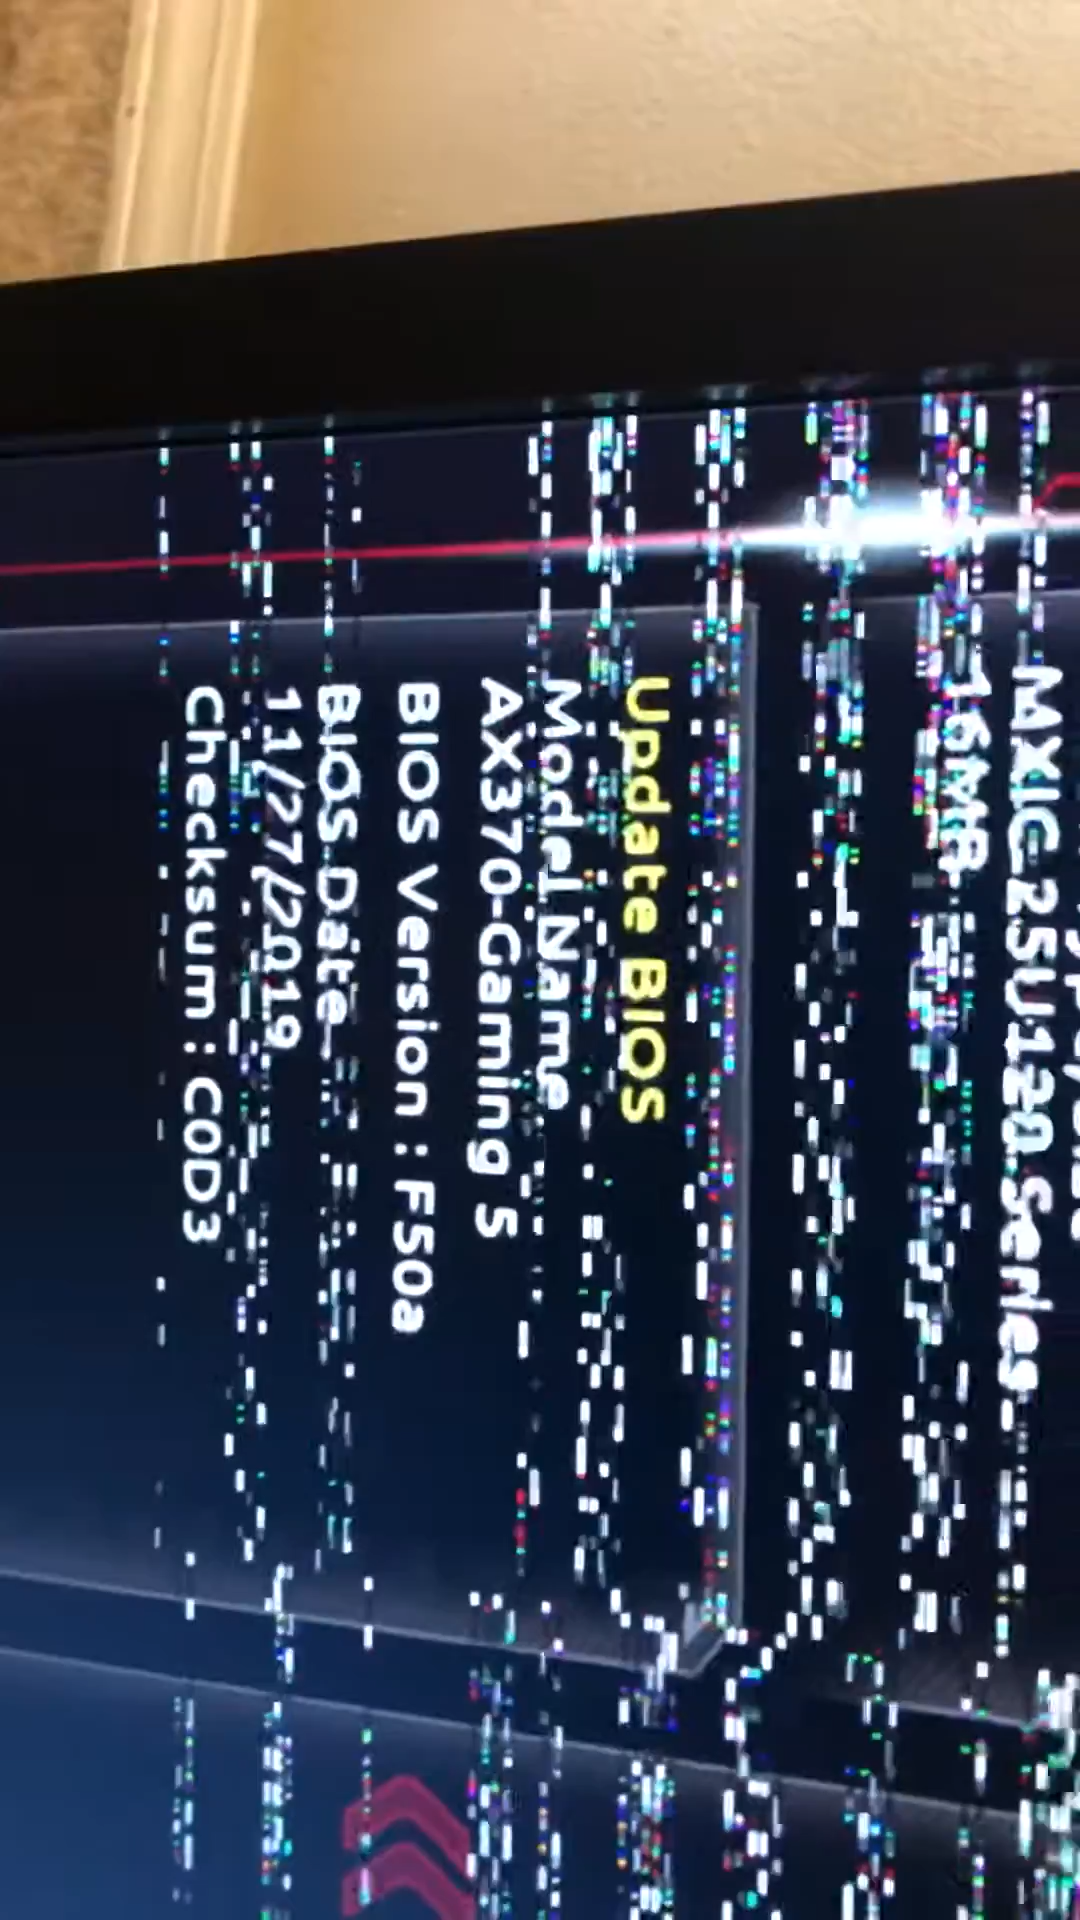 MXIC 25U128 Series
16MB
Update BIOS
Model Name
AX370-Gaming 5
BIOS Version : F50a
BIOS Date
11/27/2019
Checksum : C0D3